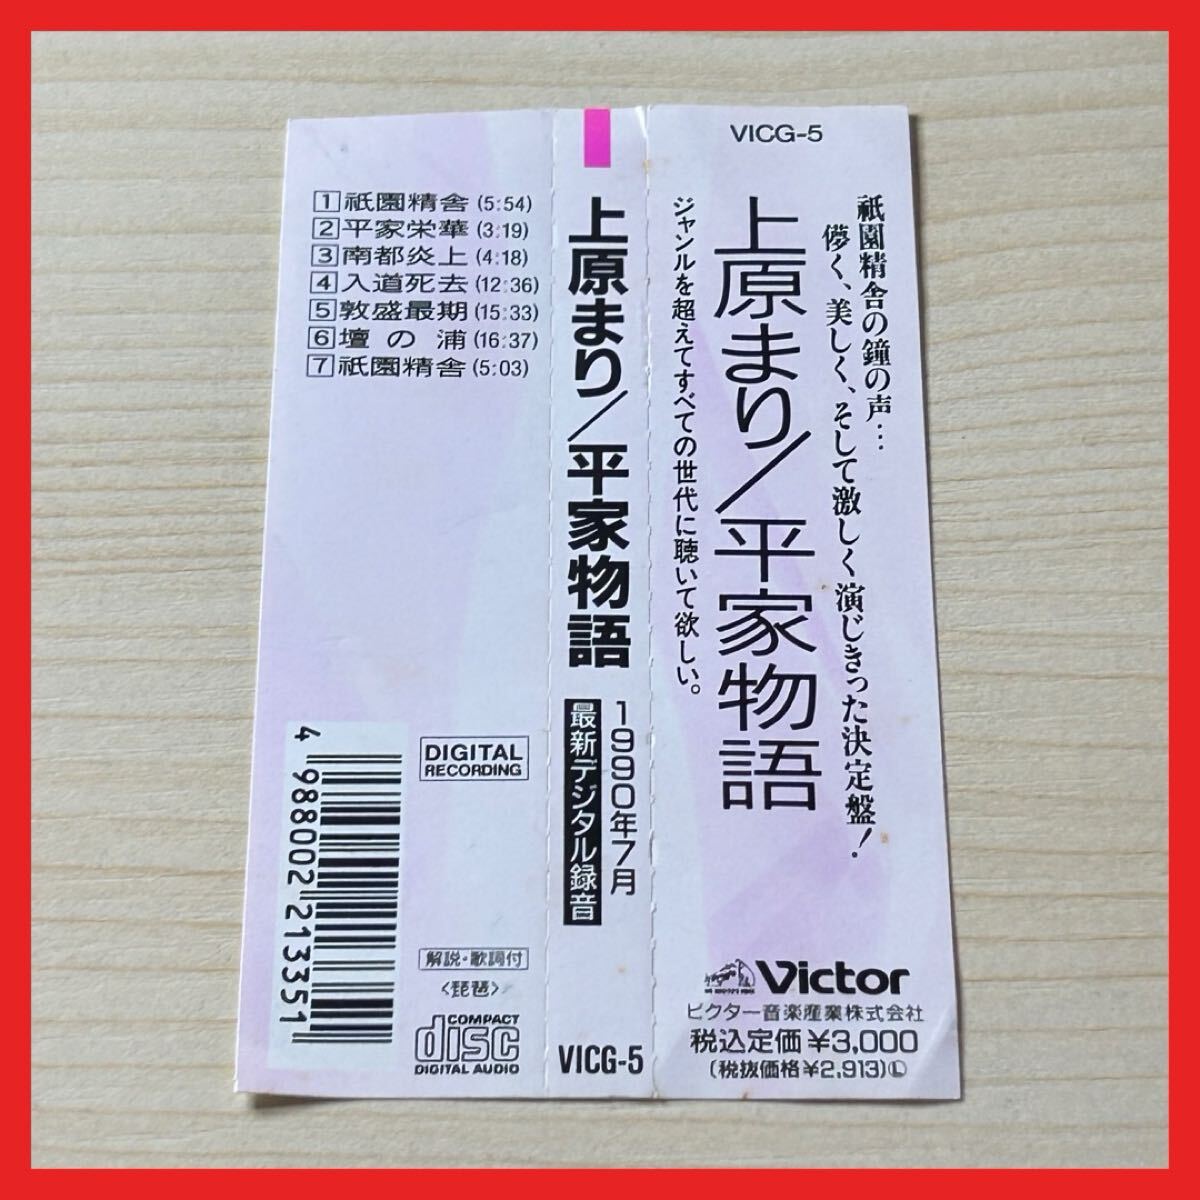 VICG-5
祇園精舎の鐘の声…
儚く、美しく、そして激しく演じきった決定盤！
上原まり／平家物語
ジャンルを超えてすべての世代に聴いて欲しい。
Victor
ビクター音楽産業株式会社
税込定価¥3,000
(税抜価格¥2,913)Ⓛ
上原まり／平家物語
1990年7月
最新デジタル録音
VICG-5
1 祇園精舎 (5:54)
2 平家栄華 (3:19)
3 南都炎上 (4:18)
4 入道死去 (12:36)
5 敦盛最期 (15:33)
6 壇の浦 (16:37)
7 祇園精舎 (5:03)
DIGITAL
RECORDING
4 988002 213351
解説・歌詞付
〈琵琶〉
COMPACT
disc
DIGITAL AUDIO